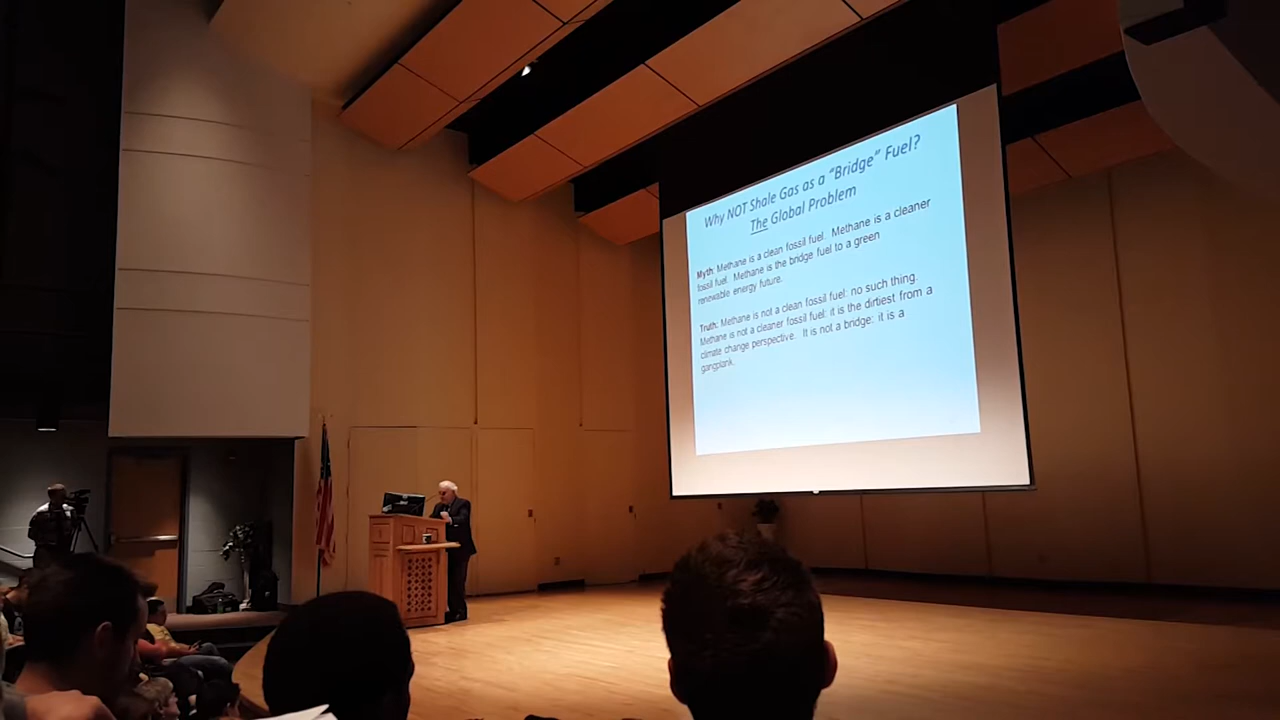 Why NOT Shale Gas as a "Bridge" Fuel?
The Global Problem
Myth: Methane is a clean fossil fuel. Methane is a cleaner
fossil fuel. Methane is the bridge fuel to a green
renewable energy future.
Truth: Methane is not a clean fossil fuel: no such thing.
Methane is not a cleaner fossil fuel: it is the dirtiest from a
climate change perspective. It is not a bridge: it is a
gangplank.